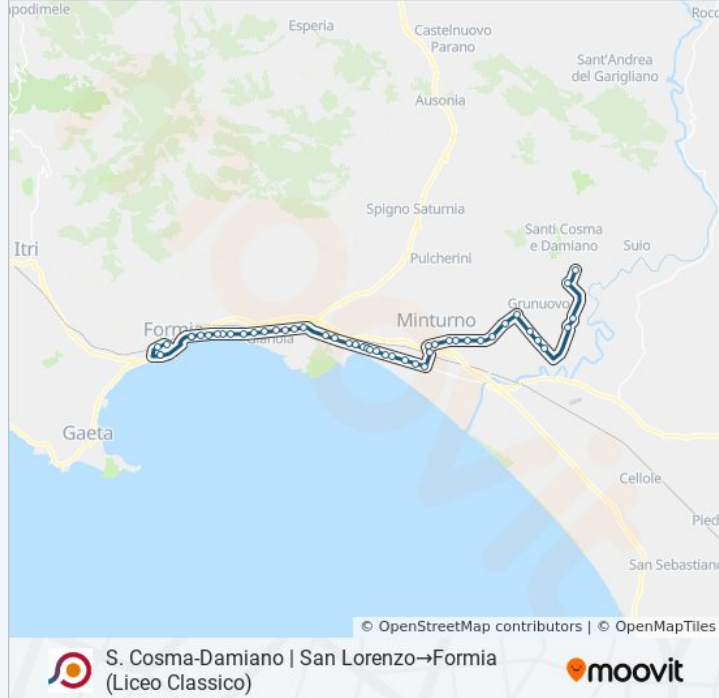 apodimele
Esperia
Castelnuovo
Parano
Rocc
Sant'Andrea
del Garigliano
Ausonia
Spigno Saturnia
Santi Cosma
e Damiano
Suio
Itri
Pulcherini
Grunuovo
Formia
Minturno
Gianola
Gaeta
Cellole
Pied
San Sebastiano
© OpenStreetMap contributors | © OpenMapTiles
S. Cosma-Damiano | San Lorenzo→Formia
(Liceo Classico)
moovit